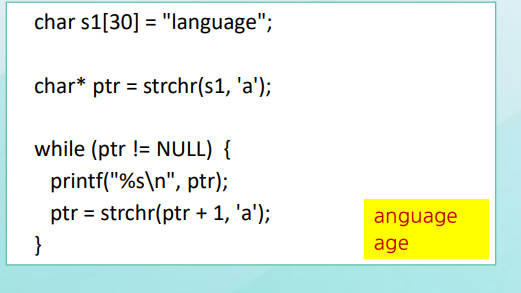 char s1[30] = "language";
char* ptr = strchr(s1, 'a');
while (ptr != NULL) {
printf("%s\n", ptr);
ptr = strchr(ptr + 1, 'a');
}
anguage
age